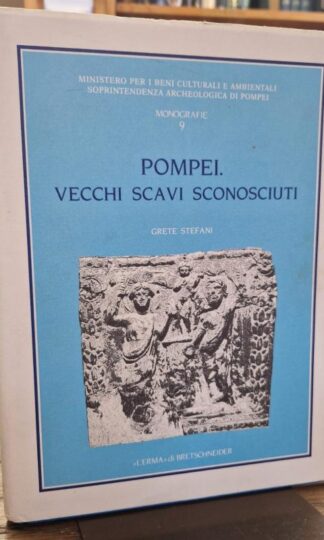 MINISTERO PER I BENI CULTURALI E AMBIENTALI
SOPRINTENDENZA ARCHEOLOGICA DI POMPEI
MONOGRAFIE
9
POMPEI.
VECCHI SCAVI SCONOSCIUTI
GRETE STEFANI
«L'ERMA» di BRETSCHNEIDER